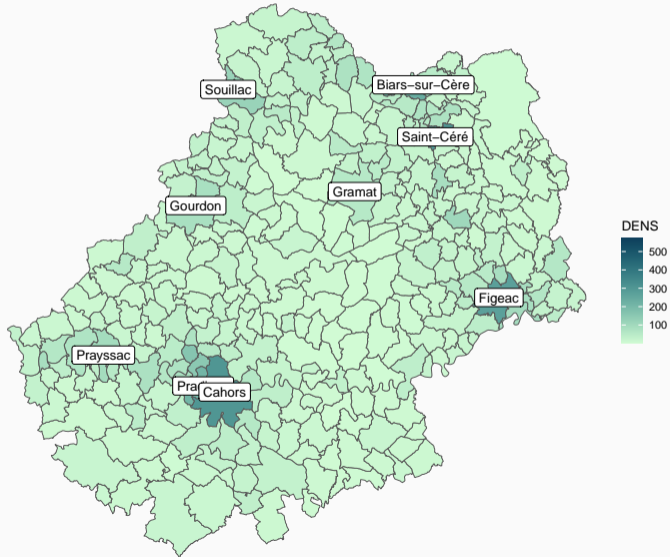 Souillac
Biars−sur−Cère
Saint−Céré
Gramat
Gourdon
DENS
500
400
300
200
100
Figeac
Prayssac
Cahors